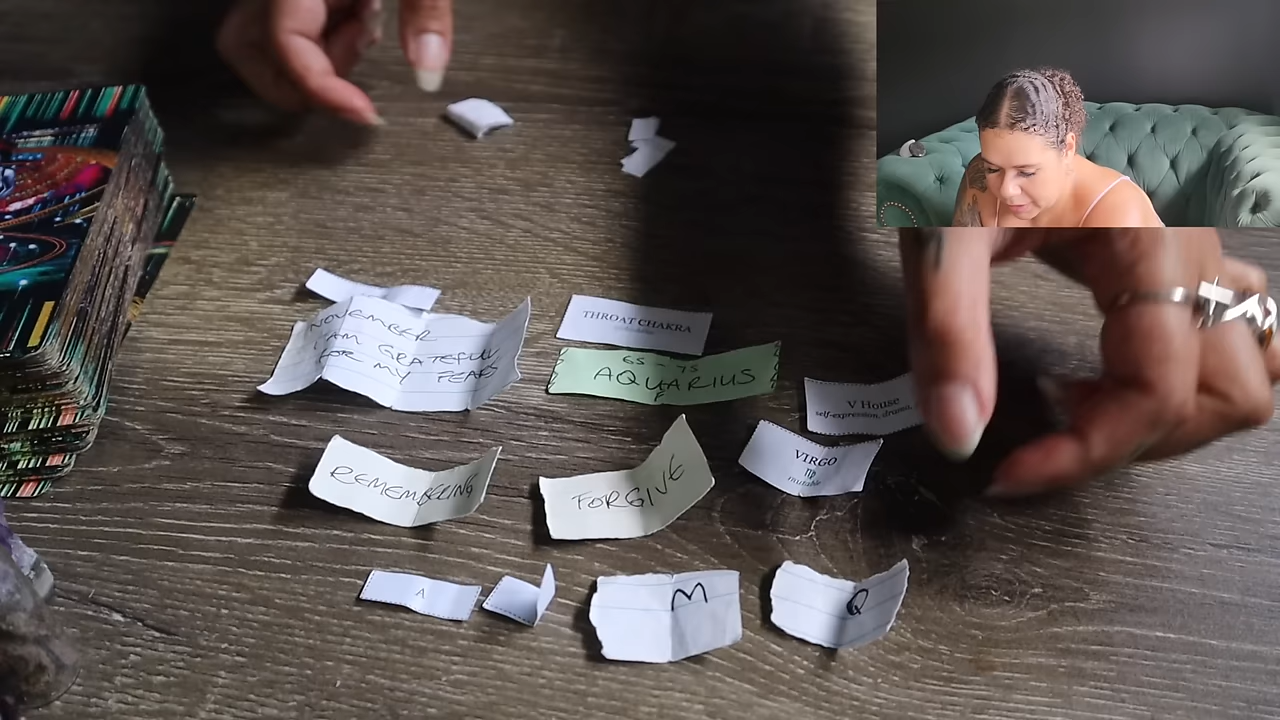 NOVEMBER
I AM GRATEFUL
FOR MY FEARS
THROAT CHAKRA
65 - 75
AQUARIUS
F
V House
self-expression, drama,
VIRGO
♍
mutable
REMEMBERING
FORGIVE
A
M
Q